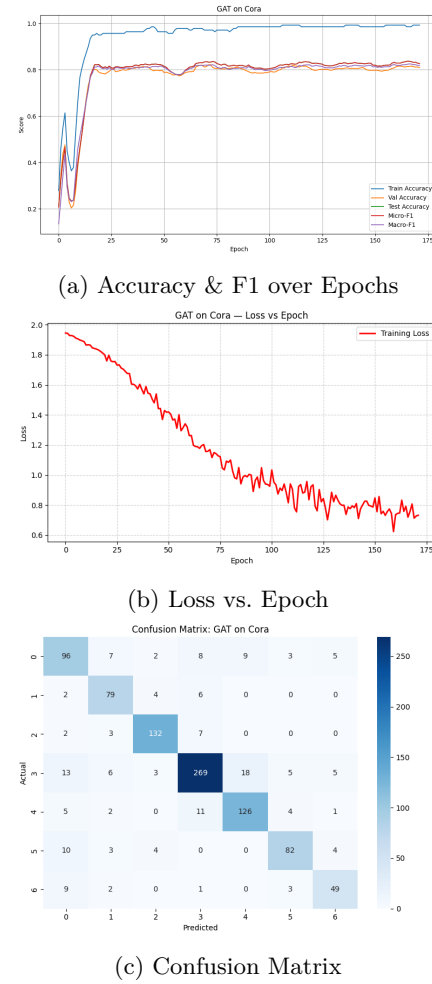 GAT on Cora
1.0
0.8
0.6
0.4
0.2
Score
0 25 50 75 100 125 150 175
Epoch
Train Accuracy
Val Accuracy
Test Accuracy
Micro-F1
Macro-F1
(a) Accuracy & F1 over Epochs
GAT on Cora — Loss vs Epoch
2.0
1.8
1.6
1.4
1.2
1.0
0.8
0.6
Loss
Training Loss
0 25 50 75 100 125 150 175
Epoch
(b) Loss vs. Epoch
Confusion Matrix: GAT on Cora
0 96 7 2 8 9 3 5
1 2 79 4 6 0 0 0
2 2 3 132 7 0 0 0
3 13 6 3 269 18 5 5
4 5 2 0 11 126 4 1
5 10 3 4 0 0 82 4
6 9 2 0 1 0 3 49
Actual
0 1 2 3 4 5 6
Predicted
250
200
150
100
50
0
(c) Confusion Matrix